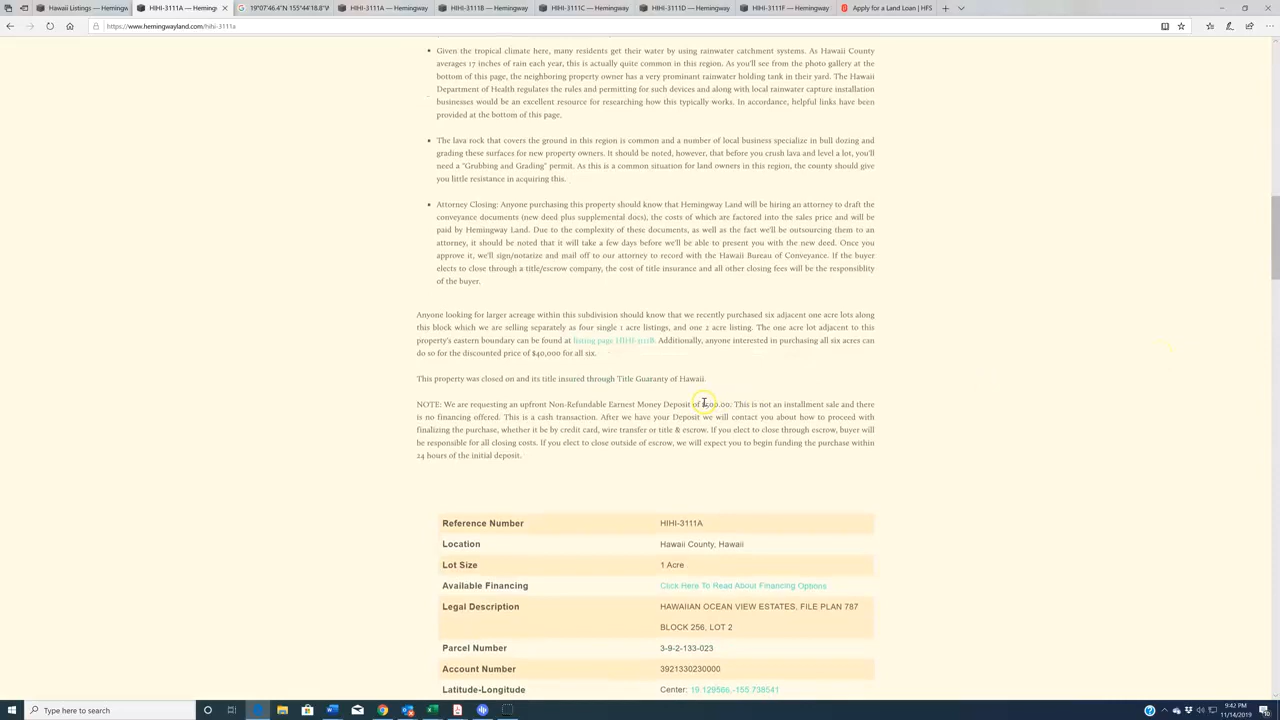 Hawaii Listings — Hemingwa
HIHI-3111A — Heming
19°07'46.4"N 155°44'18.8"W
HIHI-3111A — Hemingway
HIHI-3111B — Hemingway
HIHI-3111C — Hemingway
HIHI-3111D — Hemingway
HIHI-3111F — Hemingway
Apply for a Land Loan | HFS
https://www.hemingwayland.com/hihi-3111a
Given the tropical climate here, many residents get their water by using rainwater catchment systems. As Hawaii County
averages 17 inches of rain each year, this is actually quite common in this region. As you'll see from the photo gallery at the
bottom of this page, the neighboring property owner has a very prominant rainwater holding tank in their yard. The Hawaii
Department of Health regulates the rules and permitting for such devices and along with local rainwater capture installation
businesses would be an excellent resource for researching how this typically works. In accordance, helpful links have been
provided at the bottom of this page.
The lava rock that covers the ground in this region is common and a number of local business specialize in bull dozing and
grading these surfaces for new property owners. It should be noted, however, that before you crush lava and level a lot, you'll
need a "Grubbing and Grading" permit. As this is a common situation for land owners in this region, the county should give
you little resistance in acquiring this.
Attorney Closing: Anyone purchasing this property should know that Hemingway Land will be hiring an attorney to draft the
conveyance documents (new deed plus supplemental docs), the costs of which are factored into the sales price and will be
paid by Hemingway Land. Due to the complexity of these documents, as well as the fact we'll be outsourcing them to an
attorney, it should be noted that it will take a few days before we'll be able to present you with the new deed. Once you
approve it, we'll sign/notarize and mail off to our attorney to record with the Hawaii Bureau of Conveyance. If the buyer
elects to close through a title/escrow company, the cost of title insurance and all other closing fees will be the responsiblity
of the buyer.
Anyone looking for larger acreage within this subdivision should know that we recently purchased six adjacent one acre lots along
this block which we are selling separately as four single 1 acre listings, and one 2 acre listing. The one acre lot adjacent to this
property's eastern boundary can be found at listing page HIHI-3111B. Additionally, anyone interested in purchasing all six acres can
do so for the discounted price of $40,000 for all six.
This property was closed on and its title insured through Title Guaranty of Hawaii.
NOTE: We are requesting an upfront Non-Refundable Earnest Money Deposit This is not an installment sale and there
is no financing offered. This is a cash transaction. After we have your Deposit we will contact you about how to proceed with
finalizing the purchase, whether it be by credit card, wire transfer or title & escrow. If you elect to close through escrow, buyer will
be responsible for all closing costs. If you elect to close outside of escrow, we will expect you to begin funding the purchase within
24 hours of the initial deposit.
Reference Number HIHI-3111A
Location Hawaii County, Hawaii
Lot Size 1 Acre
Available Financing Click Here To Read About Financing Options
Legal Description HAWAIIAN OCEAN VIEW ESTATES, FILE PLAN 787
BLOCK 256, LOT 2
Parcel Number 3-9-2-133-023
Account Number 3921330230000
Latitude-Longitude Center: 19.129566,-155.738541
Type here to search
9:42 PM
11/14/2019